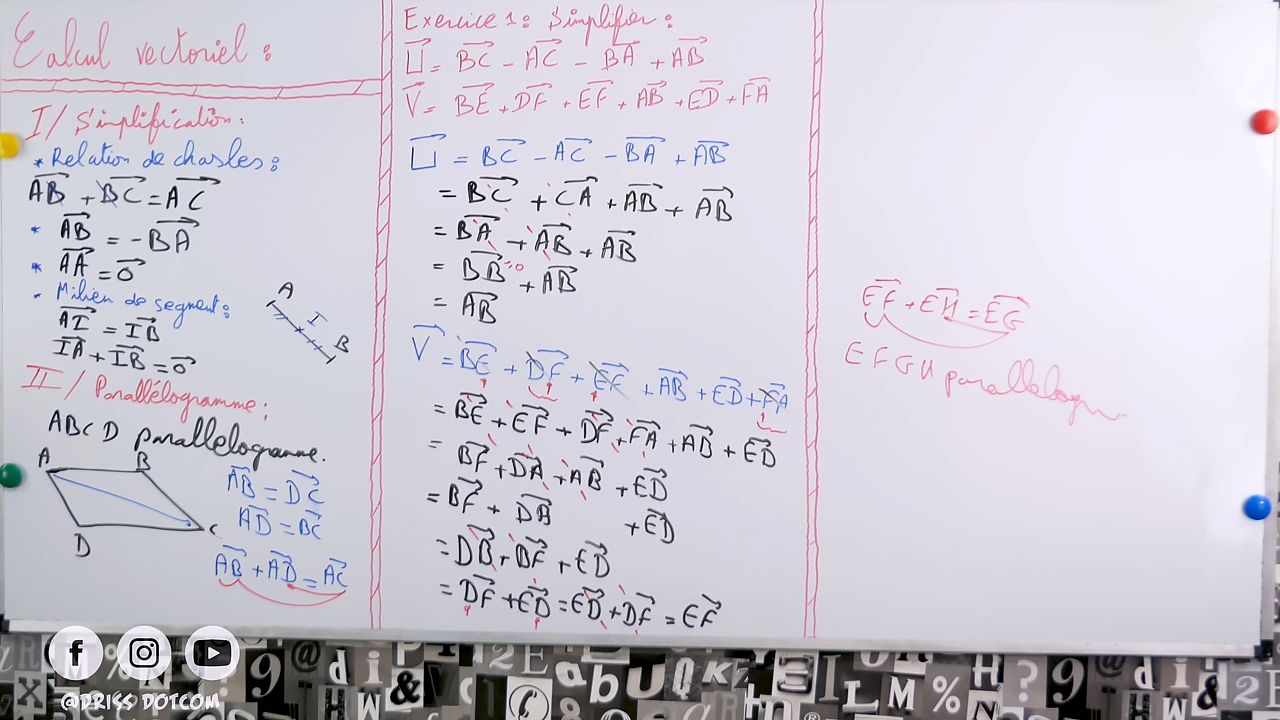 Calcul vectoriel :
I/ Simplification:
* Relation de chasles:
AB + BC = AC
* AB = -BA
* AA = 0
* Milieu de segment:
AI = IB
IA + IB = 0
A
I
B
II/ Parallélogramme:
ABCD parallélogramme.
A B
C
D
AB = DC
AD = BC
AB + AD = AC
Exercice 1: Simplifier:
U = BC - AC - BA + AB
V = BE + DF + EF + AB + ED + FA
U = BC - AC - BA + AB
= BC + CA + AB + AB
= BA + AB + AB
= BB =0 + AB
= AB
V = BE + DF + EF + AB + ED + FA
= BE + EF + DF + FA + AB + ED
= BF + DA + AB + ED
= BF + DA + ED
= DB + BF + ED
= DF + ED = ED + DF = EF
EF + EH = EG
EFGH parallélogr
@DRISS DOTCOM